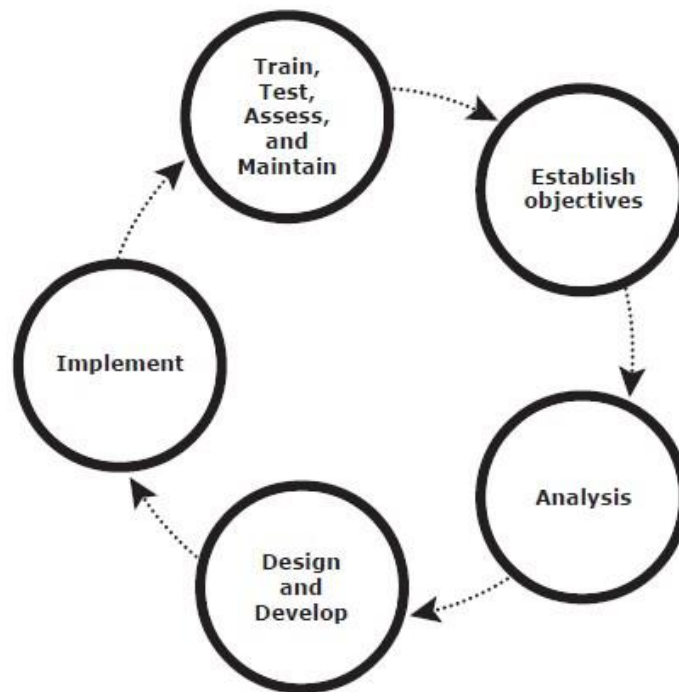 Train,
Test,
Assess,
and
Maintain
Establish
objectives
Analysis
Design
and
Develop
Implement